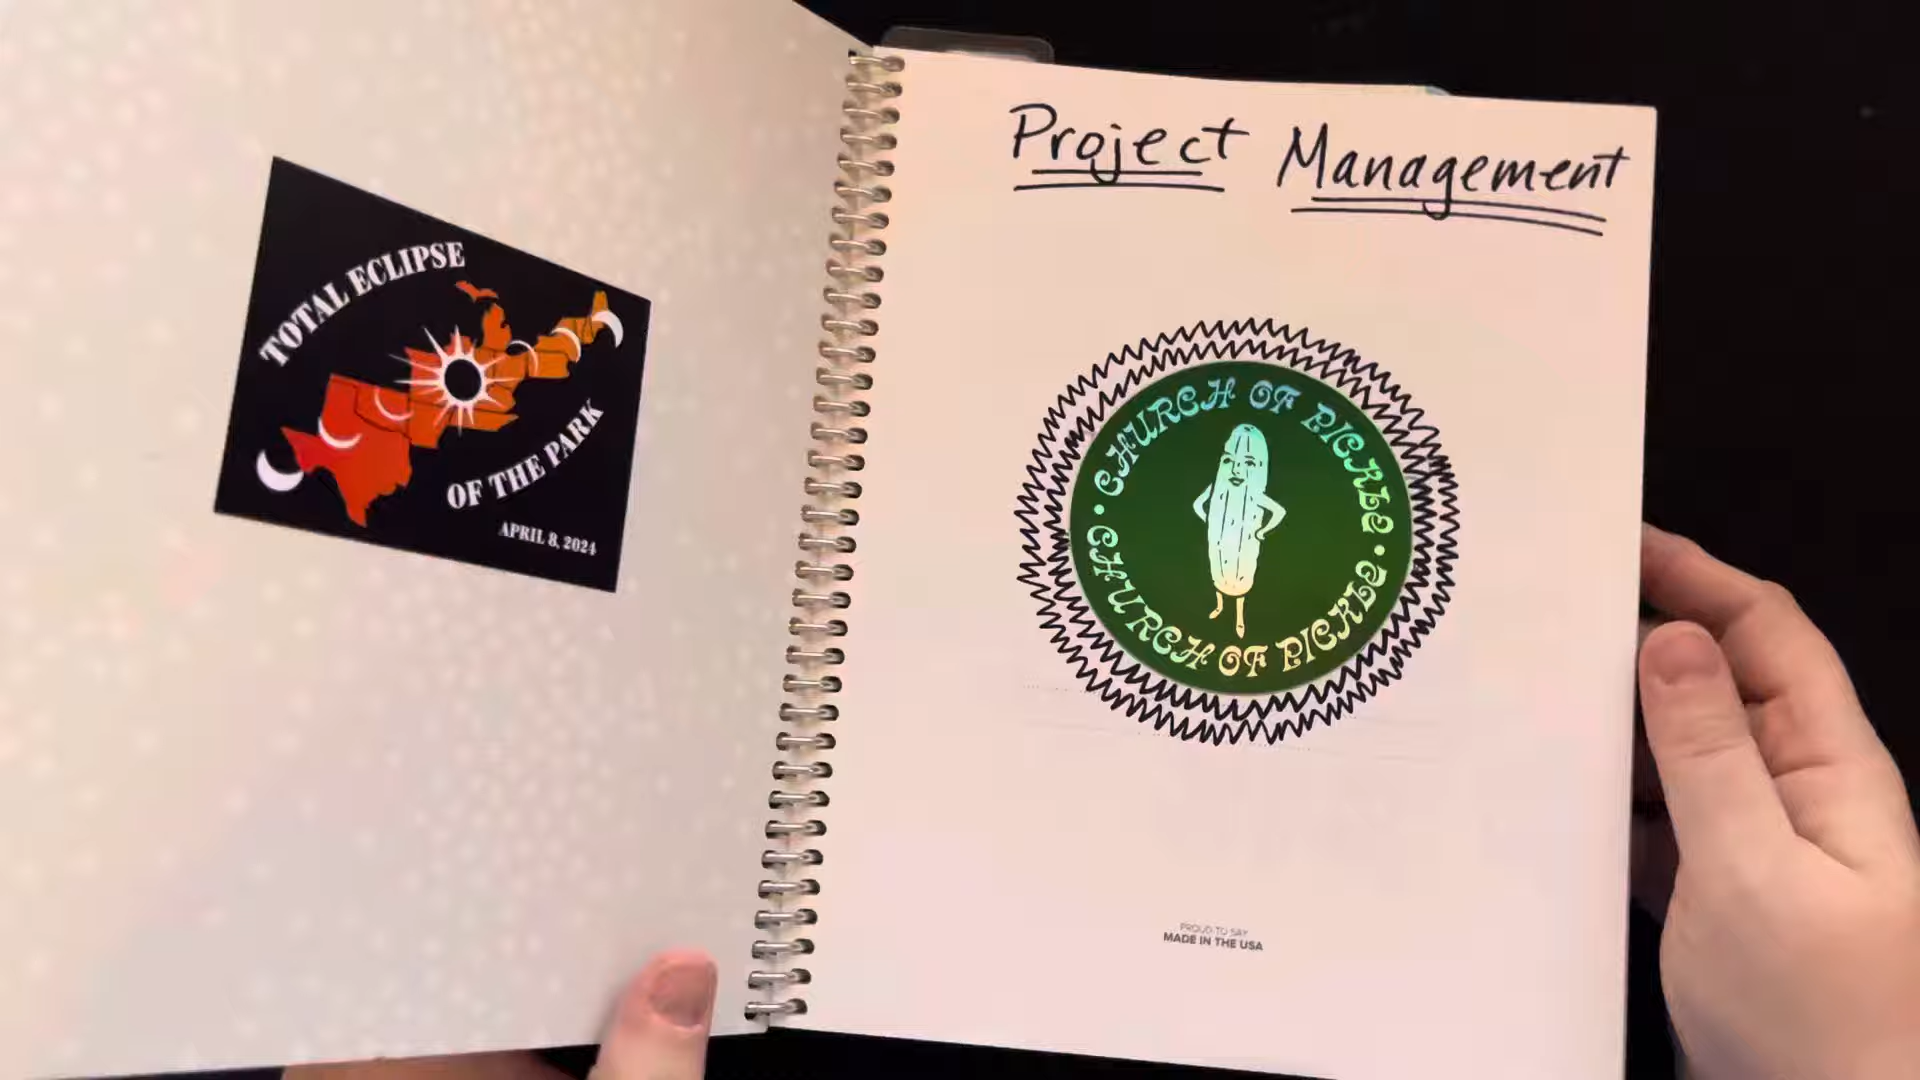 TOTAL ECLIPSE
OF THE PARK
APRIL 8, 2024
Project Management
CHURCH OF PICKLE •
CHURCH OF PICKLE •
PROUD TO SAY
MADE IN THE USA